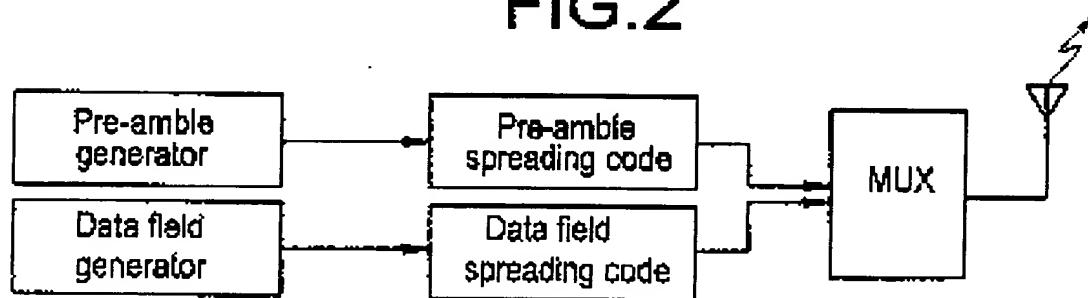 FIG.2
Pre-amble
generator
Pre-amble
spreading code
MUX
Data field
generator
Data field
spreading code